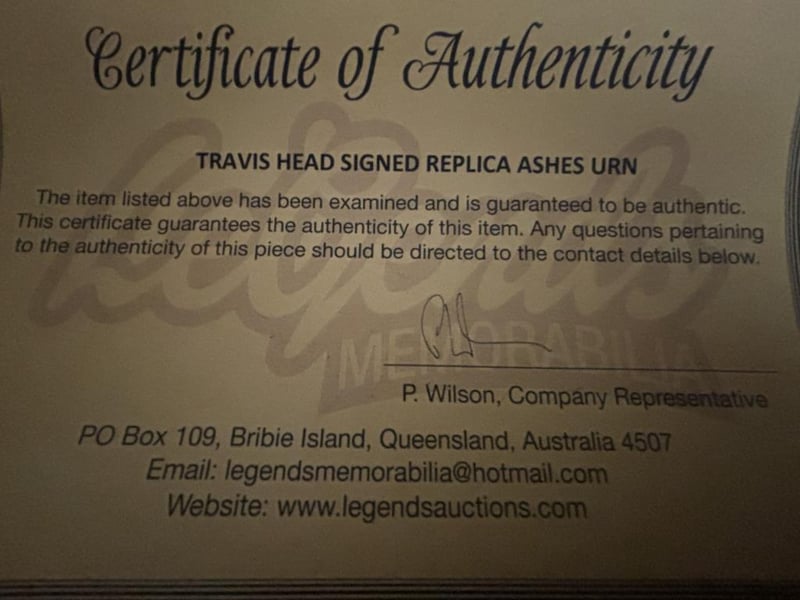 Certificate of Authenticity
TRAVIS HEAD SIGNED REPLICA ASHES URN
The item listed above has been examined and is guaranteed to be authentic.
This certificate guarantees the authenticity of this item. Any questions pertaining
to the authenticity of this piece should be directed to the contact details below.
Legends
MEMORABILIA
P. Wilson, Company Representative
PO Box 109, Bribie Island, Queensland, Australia 4507
Email: legendsmemorabilia@hotmail.com
Website: www.legendsauctions.com